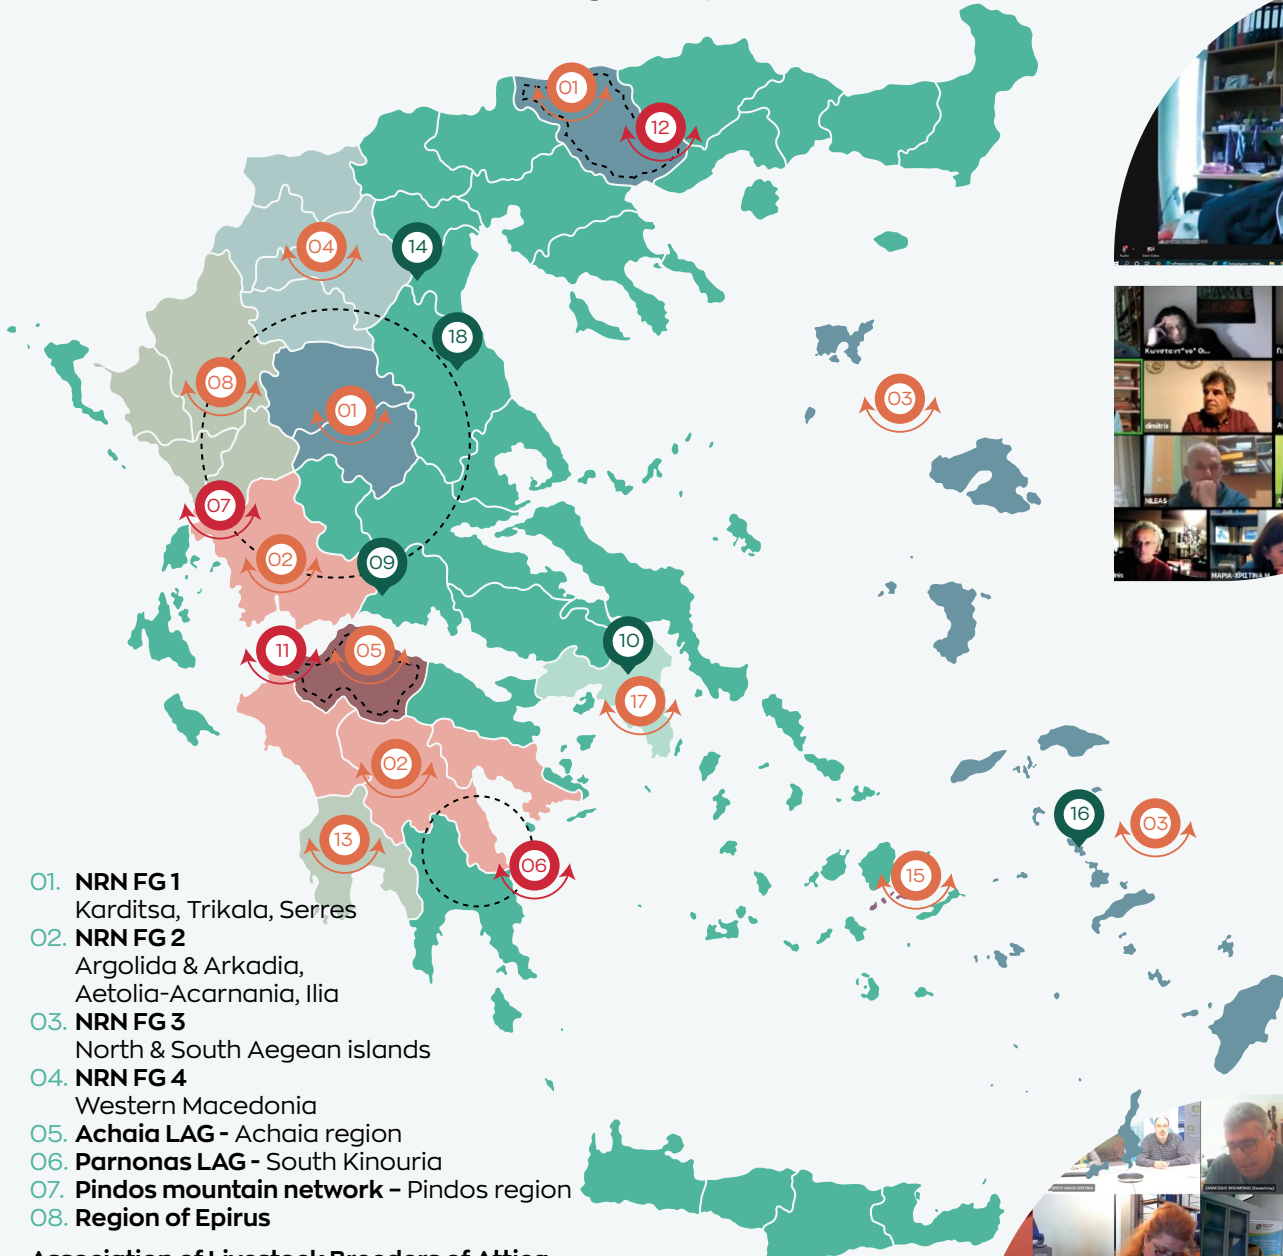 01
12
04
14
18
08
01
03
07
02
09
11
05
10
17
02
13
06
16
03
15
01. NRN FG 1
Karditsa, Trikala, Serres
02. NRN FG 2
Argolida & Arkadia,
Aetolia-Acarnania, Ilia
03. NRN FG 3
North & South Aegean islands
04. NRN FG 4
Western Macedonia
05. Achaia LAG - Achaia region
06. Parnonas LAG - South Kinouria
07. Pindos mountain network – Pindos region
08. Region of Epirus
dimitris
NILEAS